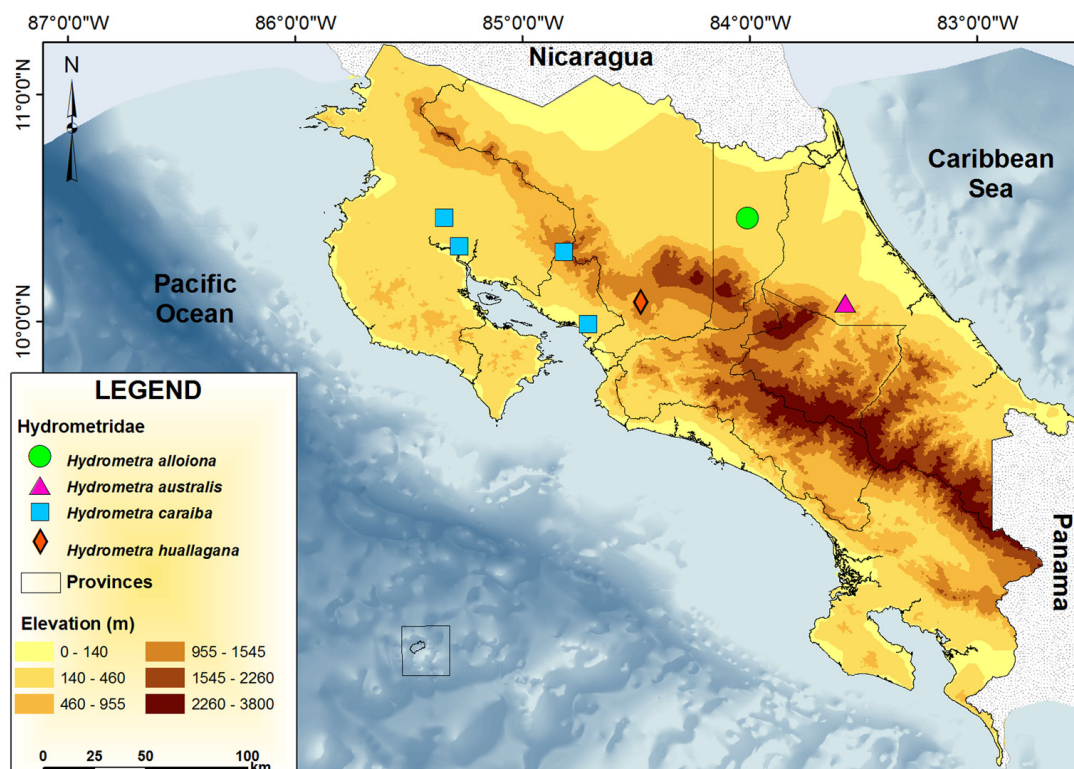 87°0'0"W
86°0'0"W
85°0'0"W
84°0'0"W
83°0'0"W
Nicaragua
N
11°0'0"N
Caribbean
Sea
Pacific
Ocean
10°0'0"N
LEGEND
Hydrometridae
Hydrometra alloiona
Hydrometra australis
Hydrometra caraiba
Hydrometra huallagana
Provinces
Panama
Elevation (m)
0 - 140
955 - 1545
140 - 460
1545 - 2260
460 - 955
2260 - 3800
0 25 50 100
km